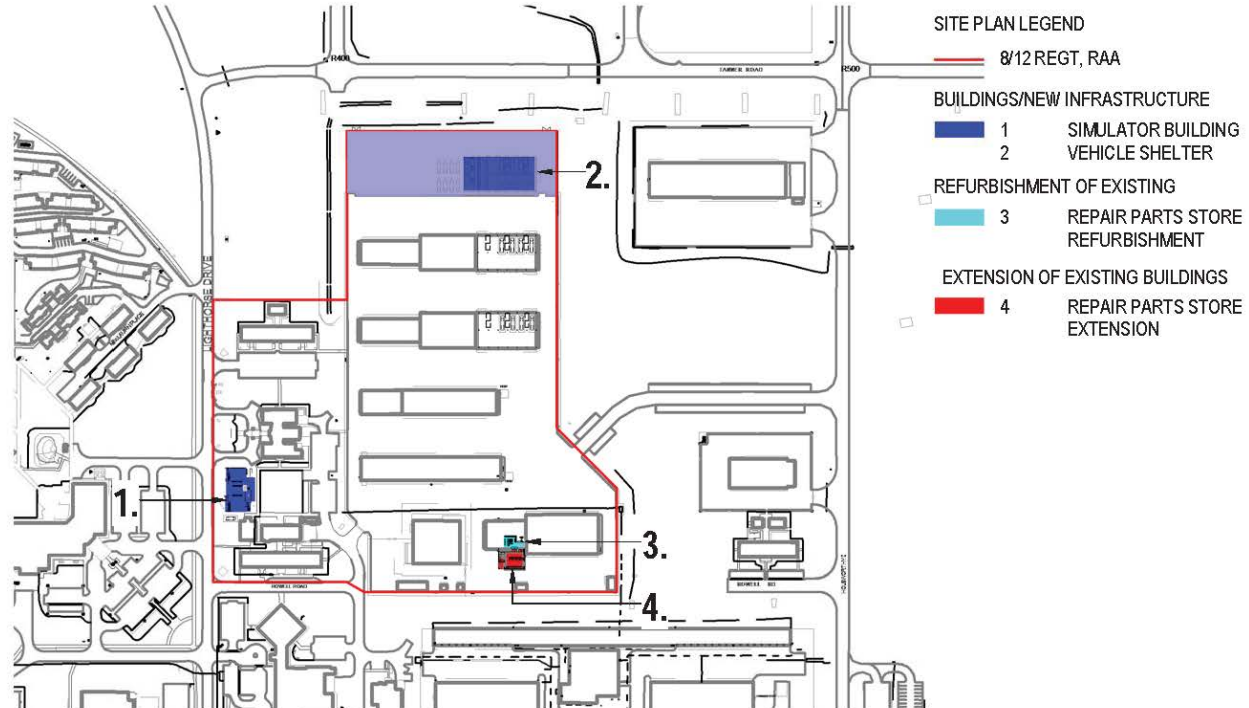 SITE PLAN LEGEND
8/12 REGT, RAA
BUILDINGS/NEW INFRASTRUCTURE
1 SIMULATOR BUILDING
2 VEHICLE SHELTER
REFURBISHMENT OF EXISTING
3 REPAIR PARTS STORE
REFURBISHMENT
EXTENSION OF EXISTING BUILDINGS
4 REPAIR PARTS STORE
EXTENSION
R400
R500
2.
LIGHTHORSE DRIVE
1.
3.
4.